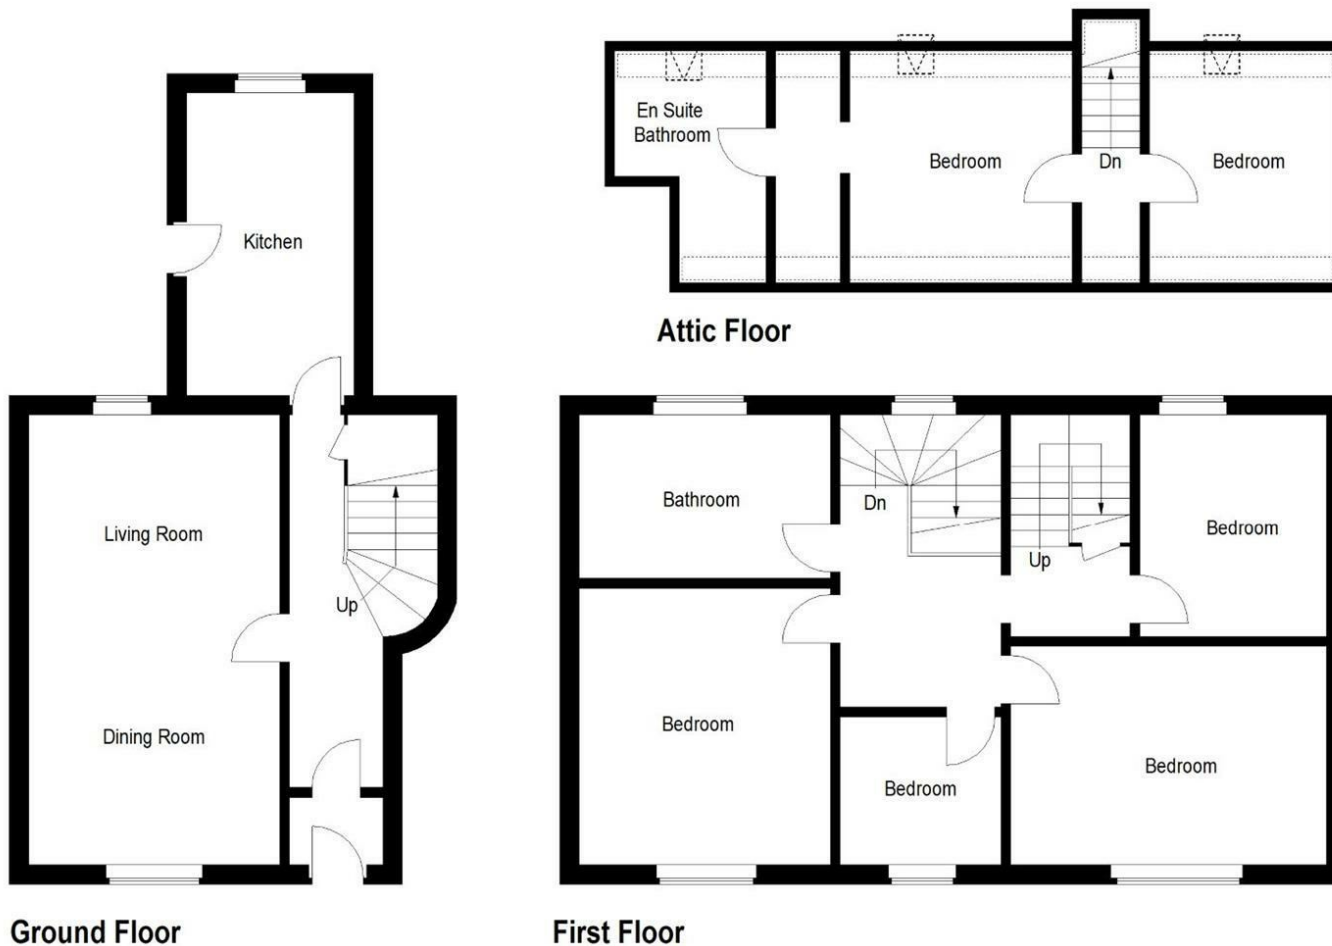 Kitchen
Living Room
Up
Dining Room
Ground Floor
En Suite
Bathroom
Bedroom
Dn
Bedroom
Attic Floor
Bathroom
Dn
Up
Bedroom
Bedroom
Bedroom
Bedroom
First Floor